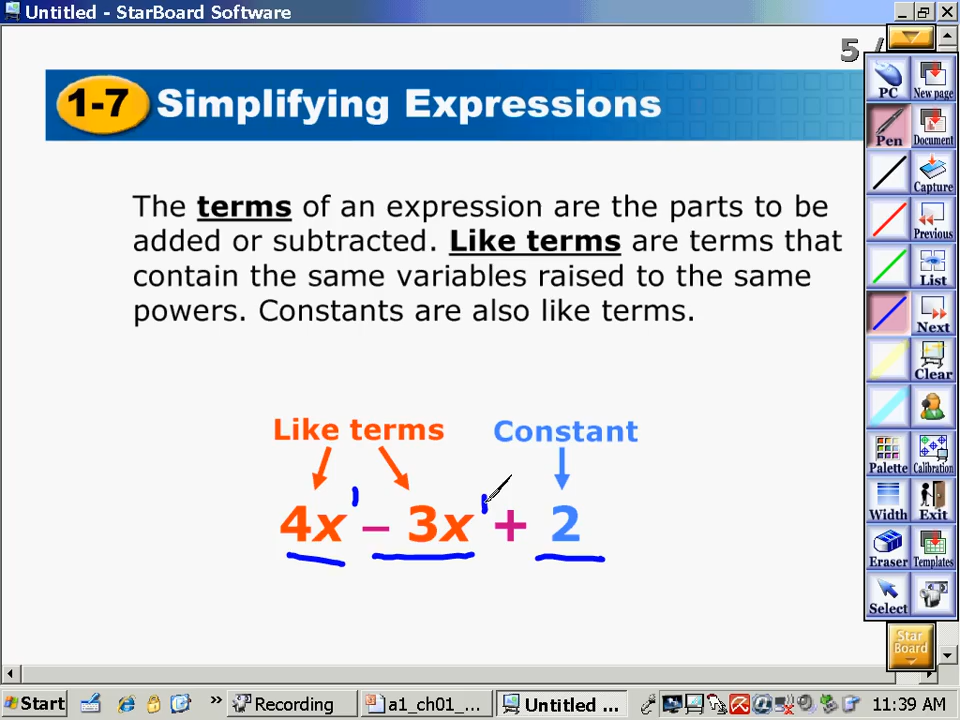 Untitled - StarBoard Software
5 /
1-7 Simplifying Expressions
The terms of an expression are the parts to be
added or subtracted. Like terms are terms that
contain the same variables raised to the same
powers. Constants are also like terms.
Like terms Constant
4x – 3x + 2
PC New page
Pen Document
Capture
Previous
List
Next
Clear
Palette Calibration
Width Exit
Eraser Templates
Select
Star
Board
Start » Recording a1_ch01_... Untitled ... 11:39 AM